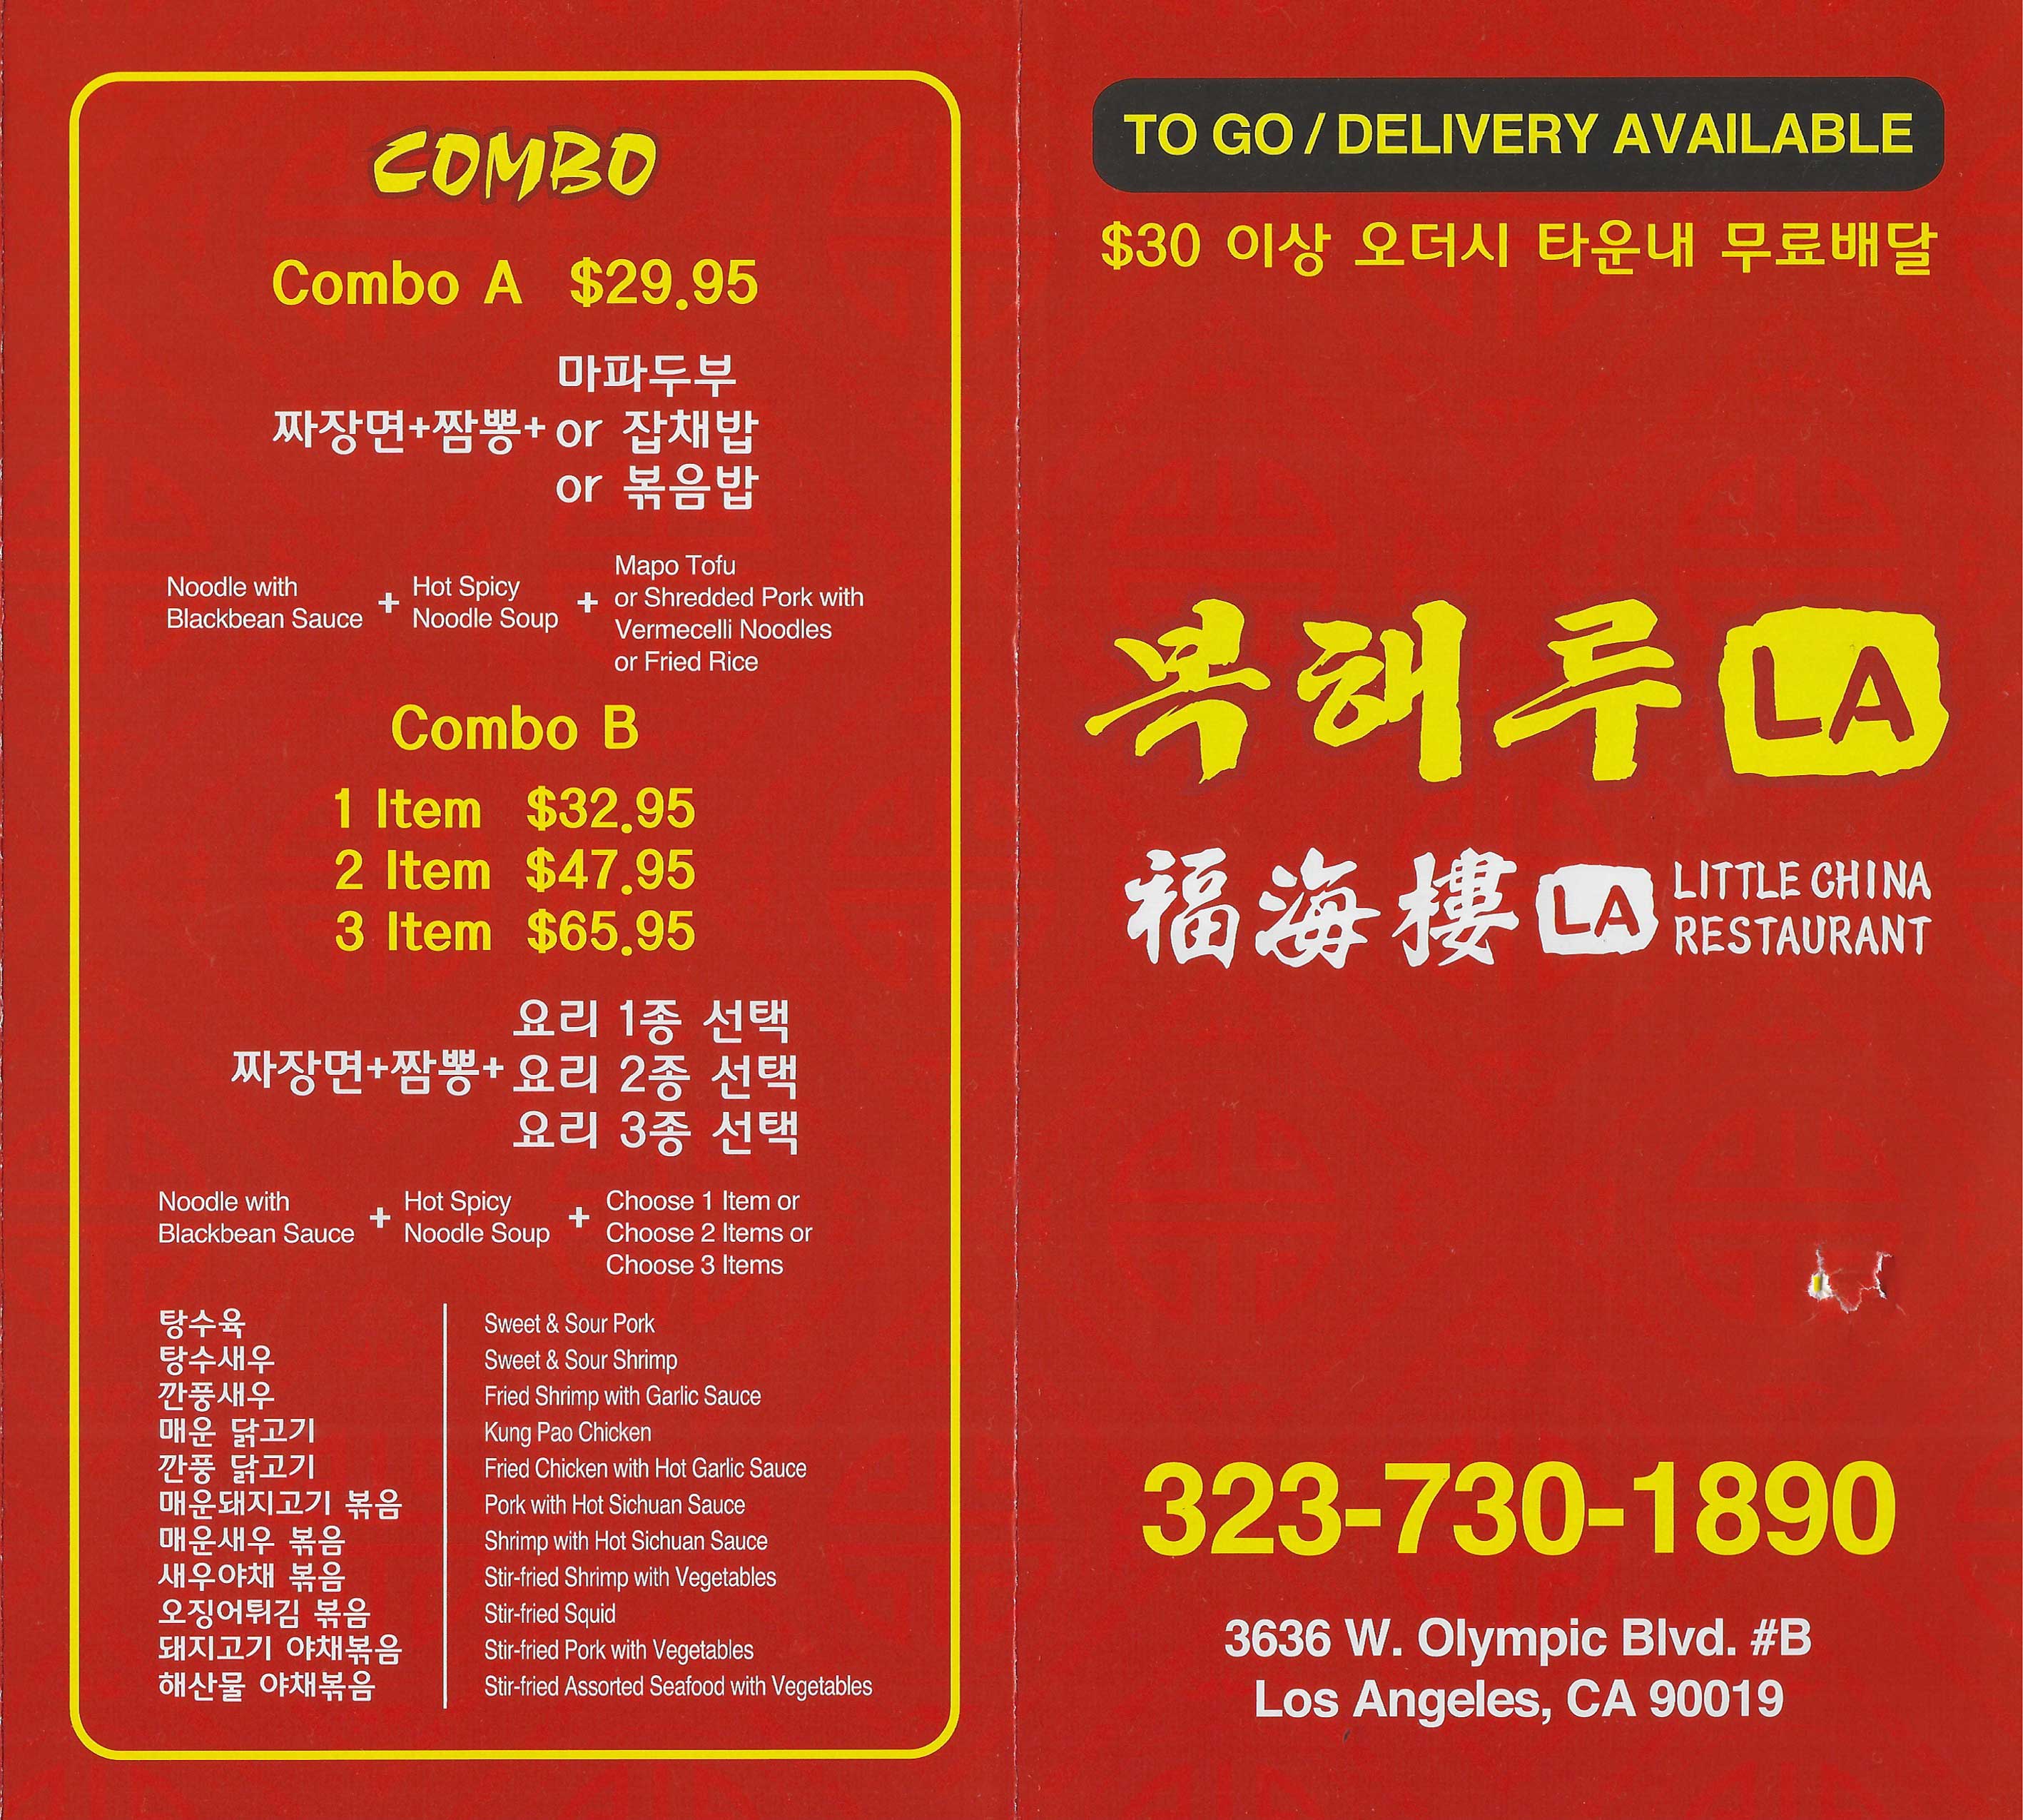 COMBO
Combo A $29.95
마파두부
짜장면+짬뽕+ or 잡채밥
or 볶음밥
Noodle with Blackbean Sauce + Hot Spicy Noodle Soup + Mapo Tofu
or Shredded Pork with
Vermecelli Noodles
or Fried Rice
Combo B
1 Item $32.95
2 Item $47.95
3 Item $65.95
요리 1종 선택
짜장면+짬뽕+ 요리 2종 선택
요리 3종 선택
Noodle with Blackbean Sauce + Hot Spicy Noodle Soup + Choose 1 Item or
Choose 2 Items or
Choose 3 Items
탕수육 Sweet & Sour Pork
탕수새우 Sweet & Sour Shrimp
깐풍새우 Fried Shrimp with Garlic Sauce
매운 닭고기 Kung Pao Chicken
깐풍 닭고기 Fried Chicken with Hot Garlic Sauce
매운돼지고기 볶음 Pork with Hot Sichuan Sauce
매운새우 볶음 Shrimp with Hot Sichuan Sauce
새우야채 볶음 Stir-fried Shrimp with Vegetables
오징어튀김 볶음 Stir-fried Squid
돼지고기 야채볶음 Stir-fried Pork with Vegetables
해산물 야채볶음 Stir-fried Assorted Seafood with Vegetables
TO GO / DELIVERY AVAILABLE
$30 이상 오더시 타운내 무료배달
복해루 LA
福海樓 LA LITTLE CHINA
RESTAURANT
323-730-1890
3636 W. Olympic Blvd. #B
Los Angeles, CA 90019